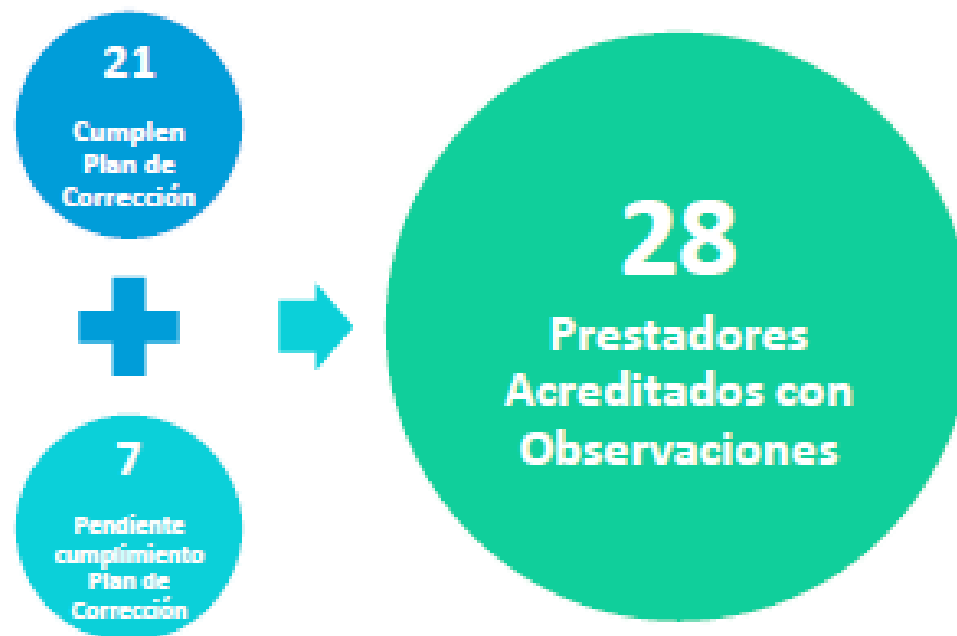 21
Cumplen
Plan de
Corrección
7
Pendiente
cumplimiento
Plan de
Corrección
28
Prestadores
Acreditados con
Observaciones